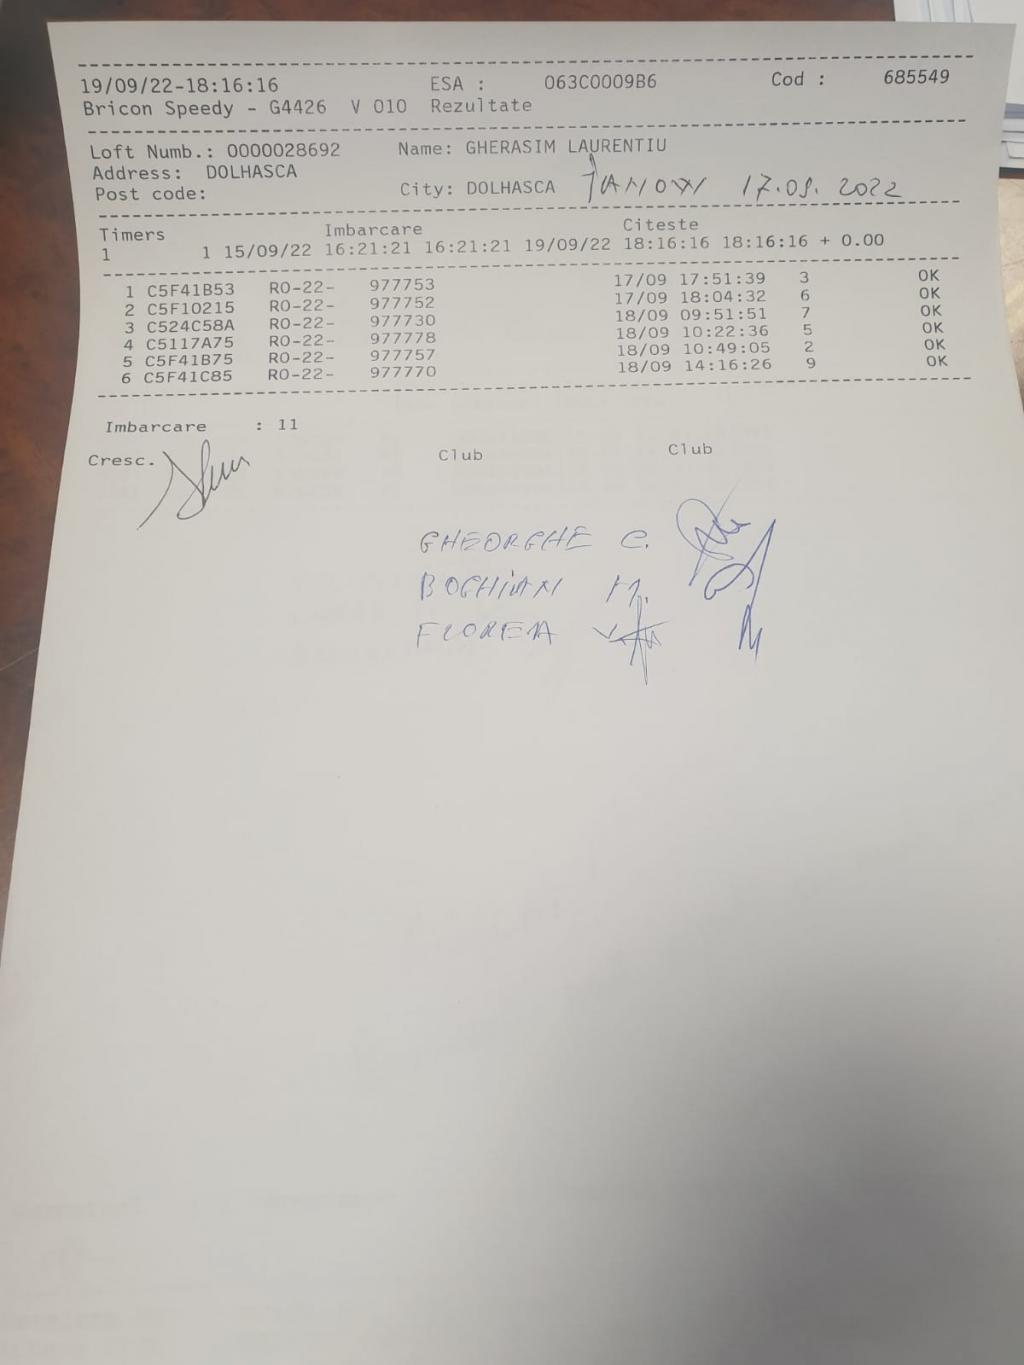 19/09/22-18:16:16 ESA : 063C0009B6 Cod : 685549
Bricon Speedy - G4426 V 010 Rezultate
Loft Numb.: 0000028692 Name: GHERASIM LAURENTIU
Address: DOLHASCA
Post code: City: DOLHASCA JANOW 17.09.2022
Timers Imbarcare Citeste
1 1 15/09/22 16:21:21 16:21:21 19/09/22 18:16:16 18:16:16 + 0.00
1 C5F41B53 RO-22- 977753 17/09 17:51:39 3 OK
2 C5F10215 RO-22- 977752 17/09 18:04:32 6 OK
3 C524C58A RO-22- 977730 18/09 09:51:51 7 OK
4 C5117A75 RO-22- 977778 18/09 10:22:36 5 OK
5 C5F41B75 RO-22- 977757 18/09 10:49:05 2 OK
6 C5F41C85 RO-22- 977770 18/09 14:16:26 9 OK
Imbarcare : 11
Cresc. Club Club
GHEORGHE C.
BOGHIAN M.
FLOREA V.